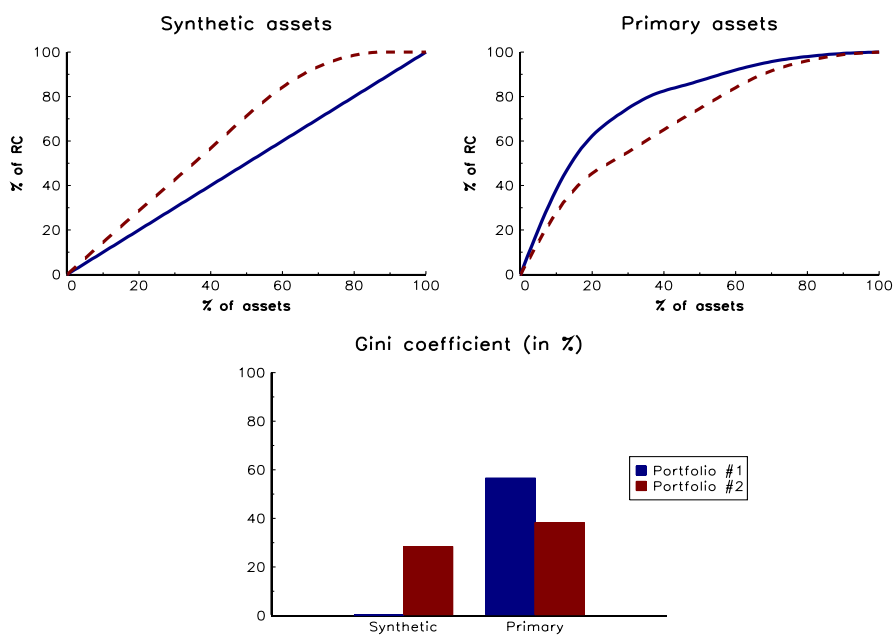 Synthetic assets
100
80
60
40
20
0
% of RC
0 20 40 60 80 100
% of assets
Primary assets
100
80
60
40
20
0
% of RC
0 20 40 60 80 100
% of assets
Gini coefficient (in %)
100
80
60
40
20
0
Synthetic Primary
Portfolio #1
Portfolio #2